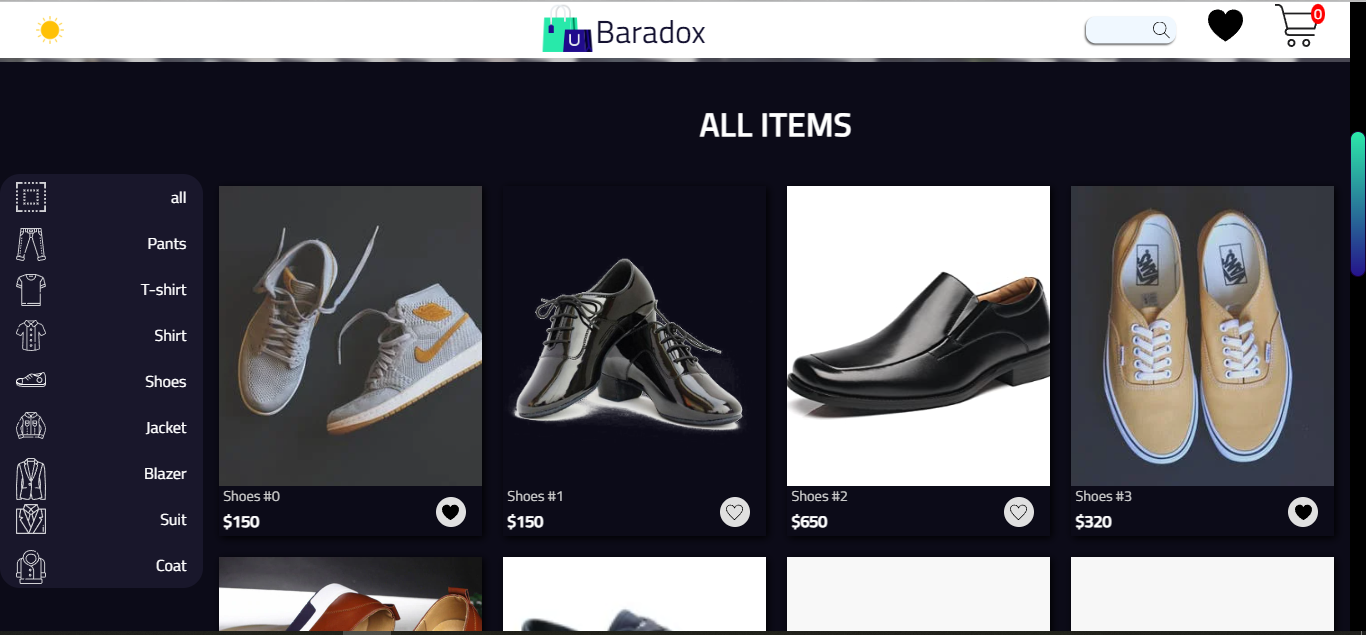 U Baradox
0
ALL ITEMS
all
Pants
T-shirt
Shirt
Shoes
Jacket
Blazer
Suit
Coat
Shoes #0
$150
Shoes #1
$150
Shoes #2
$650
Shoes #3
$320